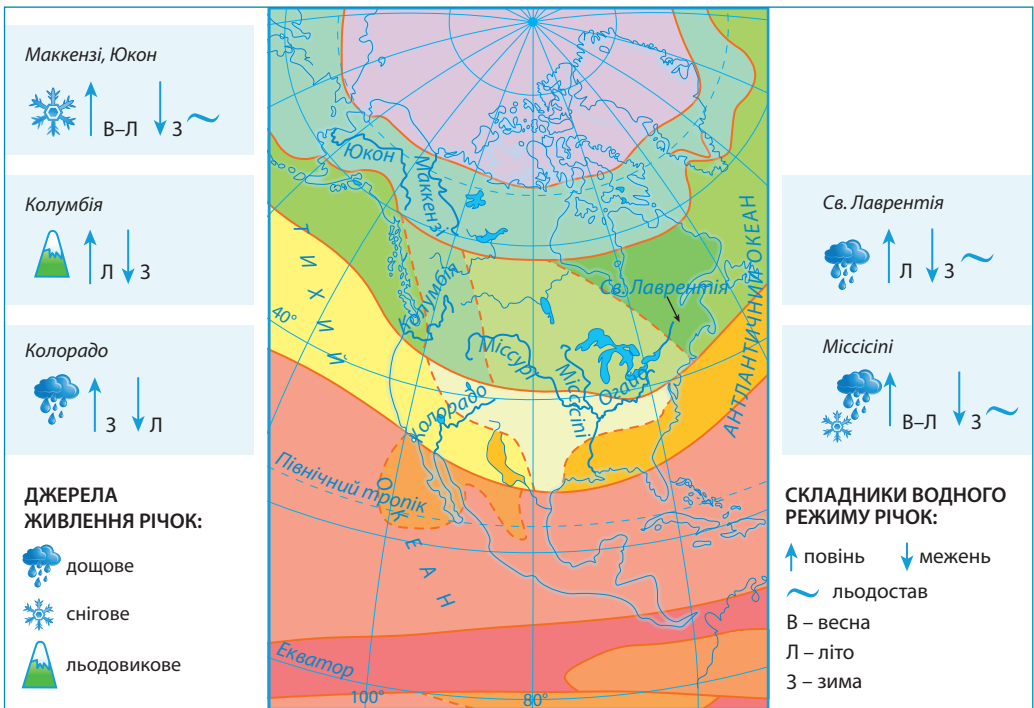 Маккензі, Юкон
В–Л
З
Колумбія
Л
З
Колорадо
З
Л
ДЖЕРЕЛА
ЖИВЛЕННЯ РІЧОК:
дощове
снігове
льодовикове
Юкон
Маккензі
ТИХИЙ
ОКЕАН
40°
Колумбія
Міссурі
Св. Лаврентія
Міссісіпі
Огайо
Колорадо
АНТЛАНТИЧНИЙ ОКЕАН
Північний тропік
Екватор
100°
80°
Св. Лаврентія
Л
З
Міссісіпі
В–Л
З
СКЛАДНИКИ ВОДНОГО
РЕЖИМУ РІЧОК:
повінь
межень
льодостав
В – весна
Л – літо
З – зима